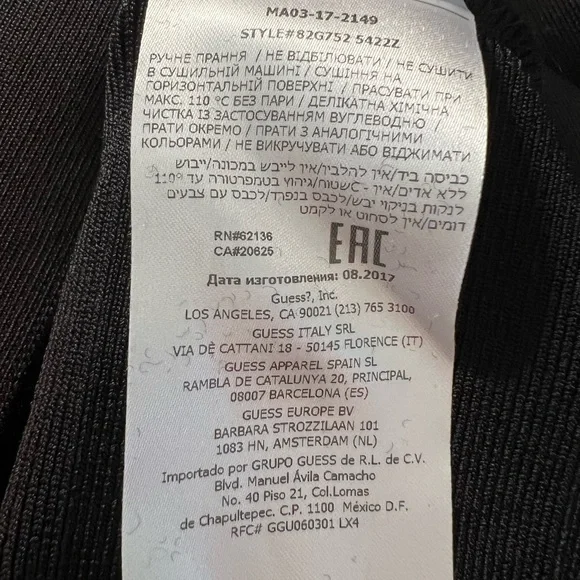 MA03-17-2149
STYLE#82G752 5422Z
РУЧНЕ ПРАННЯ / НЕ ВІДБІЛЮВАТИ / НЕ СУШИТИ
В СУШИЛЬНІЙ МАШИНІ / СУШІННЯ НА
ГОРИЗОНТАЛЬНІЙ ПОВЕРХНІ / ПРАСУВАТИ ПРИ
МАКС. 110 °C БЕЗ ПАРИ / ДЕЛІКАТНА ХІМІЧНА
ЧИСТКА ІЗ ЗАСТОСУВАННЯМ ВУГЛЕВОДНЮ /
ПРАТИ ОКРЕМО / ПРАТИ З АНАЛОГІЧНИМИ
КОЛЬОРАМИ / НЕ ВИКРУЧУВАТИ АБО ВІДЖИМАТИ
כביסה ביד/אין להלבין/אין לייבש במכונה/ייבוש
ללא אדים/אין - Cשטוח/גיהוץ בטמפרטורה עד 110°
לנקות בניקוי יבש/לכבס בנפרד/לכבס עם צבעים
דומים/אין לסחוט או לקמט
RN#62136
CA#20625
EAC
Дата изготовления: 08.2017
Guess?, Inc.
LOS ANGELES, CA 90021 (213) 765 3100
GUESS ITALY SRL
VIA DE CATTANI 18 - 50145 FLORENCE (IT)
GUESS APPAREL SPAIN SL
RAMBLA DE CATALUNYA 20, PRINCIPAL,
08007 BARCELONA (ES)
GUESS EUROPE BV
BARBARA STROZZILAAN 101
1083 HN, AMSTERDAM (NL)
Importado por GRUPO GUESS de R.L. de C.V.
Blvd. Manuel Ávila Camacho
No. 40 Piso 21, Col.Lomas
de Chapultepec. C.P. 1100 México D.F.
RFC# GGU060301 LX4